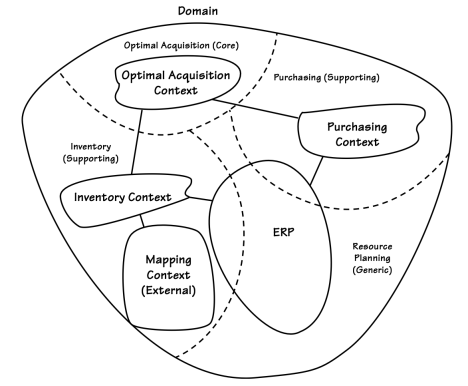 Domain
Optimal Acquisition (Core)
Optimal Acquisition
Context
Purchasing (Supporting)
Purchasing
Context
Inventory
(Supporting)
Inventory Context
ERP
Mapping
Context
(External)
Resource
Planning
(Generic)